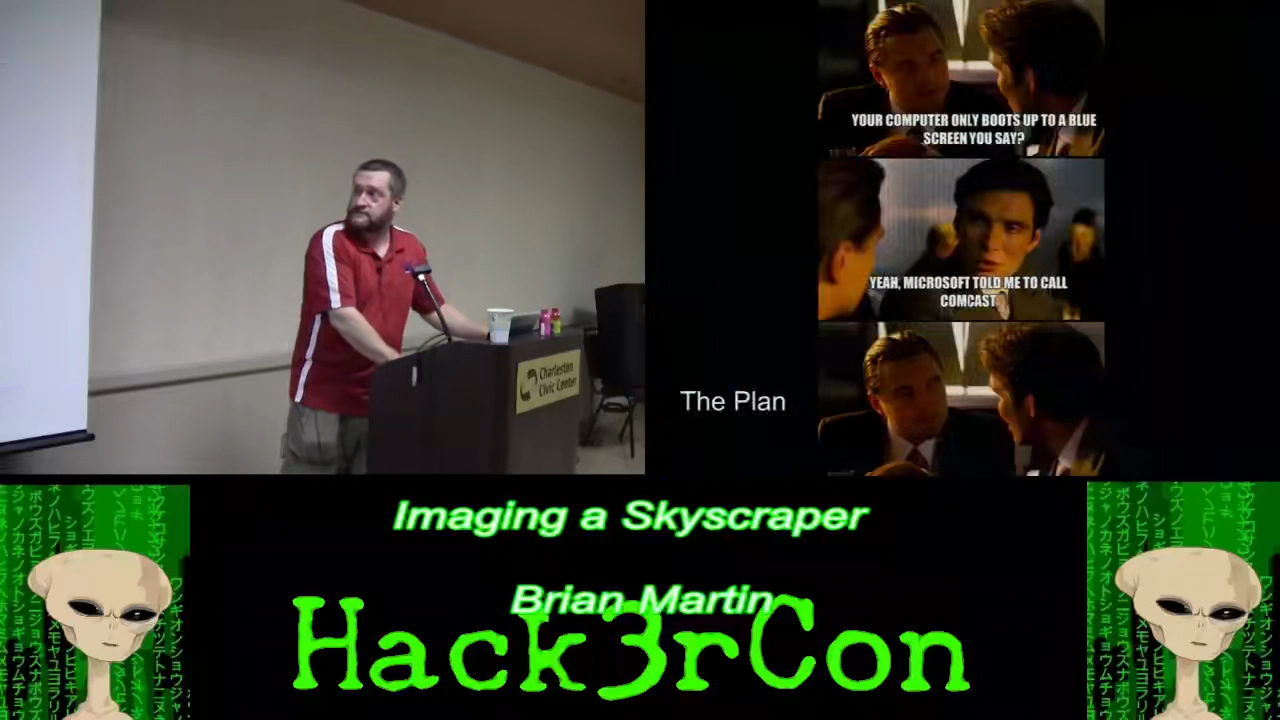 YOUR COMPUTER ONLY BOOTS UP TO A BLUE
SCREEN YOU SAY?
YEAH, MICROSOFT TOLD ME TO CALL
COMCAST
The Plan
Charleston
Civic Center
Imaging a Skyscraper
Brian Martin
Hack3rCon